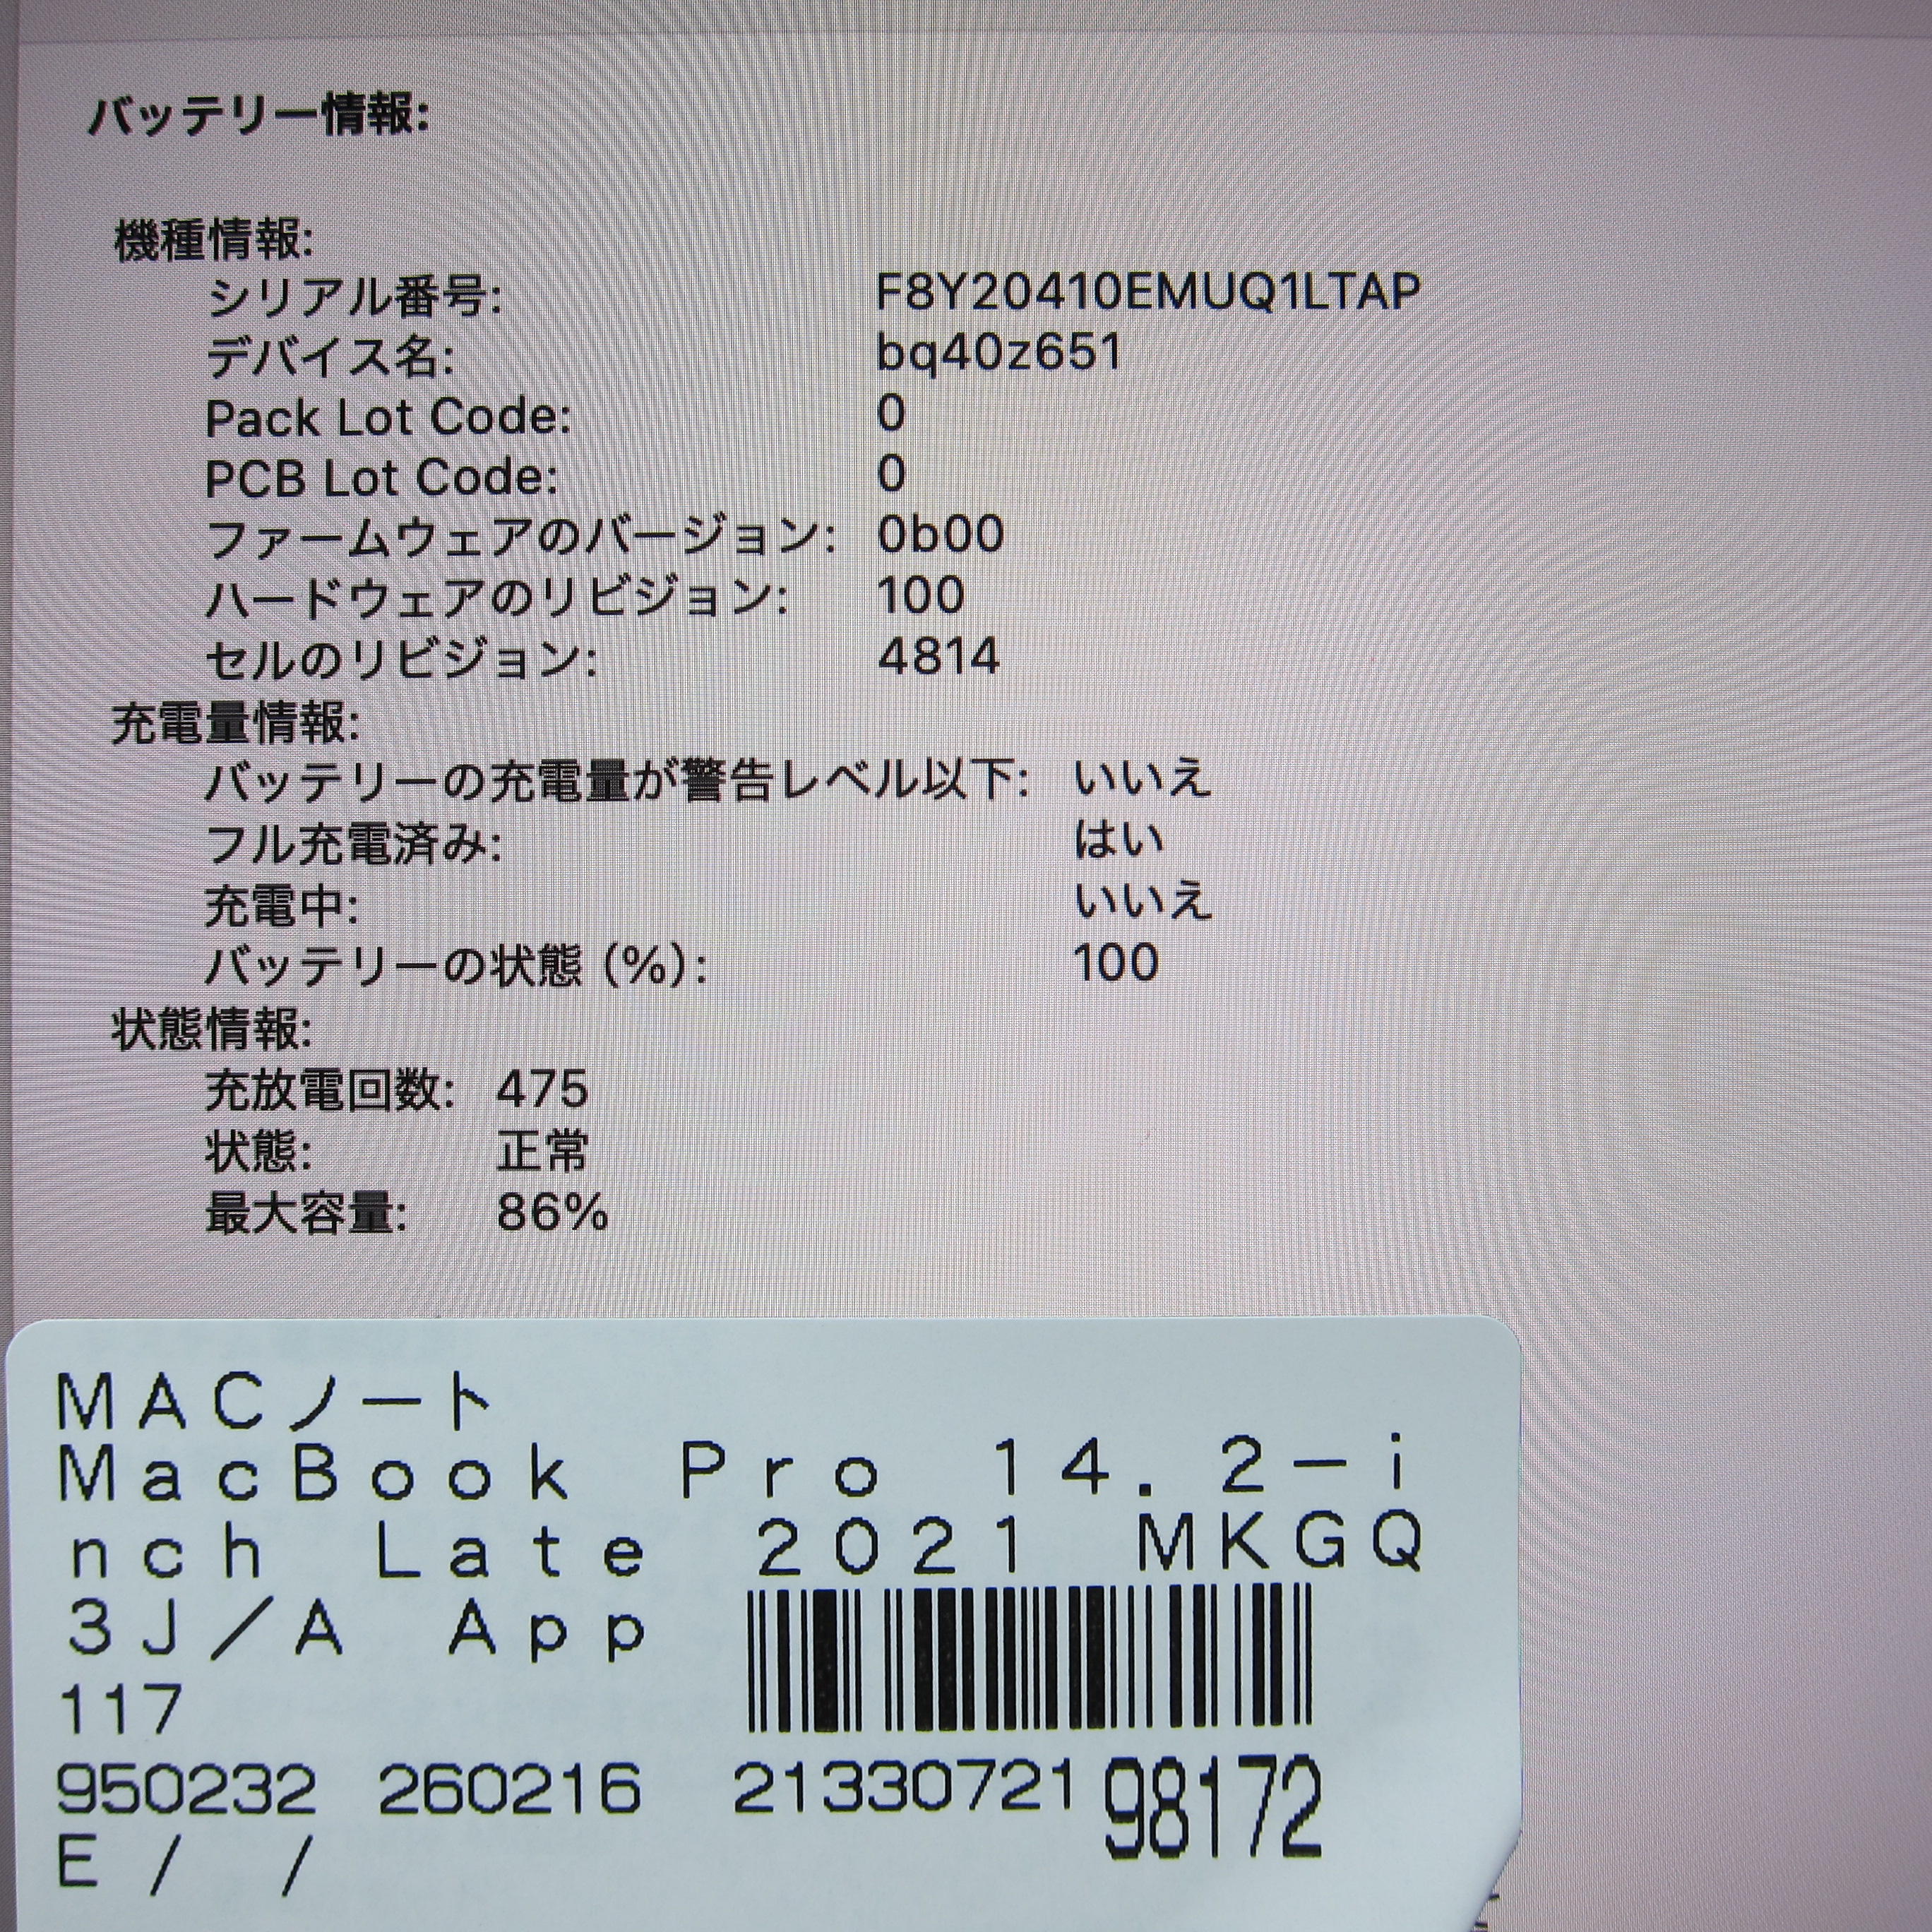 バッテリー情報:
機種情報:
シリアル番号: F8Y20410EMUQ1LTAP
デバイス名: bq40z651
Pack Lot Code: 0
PCB Lot Code: 0
ファームウェアのバージョン: 0b00
ハードウェアのリビジョン: 100
セルのリビジョン: 4814
充電量情報:
バッテリーの充電量が警告レベル以下: いいえ
フル充電済み: はい
充電中: いいえ
バッテリーの状態 (%): 100
状態情報:
充放電回数: 475
状態: 正常
最大容量: 86%
MACノート
MacBook Pro 14.2-i
nch Late 2021 MKGQ
3J/A App
117
950232 260216 21330721 98172
E / /